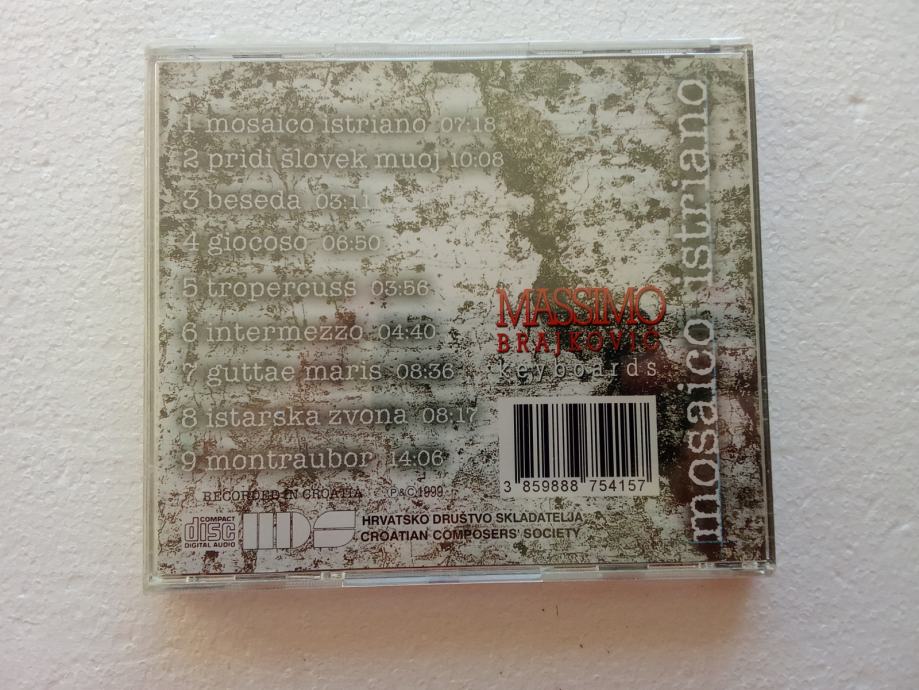 1 mosaico istriano 07:18
2 pridi šlovek muoj 10:08
3 beseda 03:11
4 giocoso 06:50
5 tropercuss 03:56
6 intermezzo 04:40
7 guttae maris 08:36
8 istarska zvona 08:17
9 montraubor 14:06
MASSIMO
BRAJKOVIĆ
keyboards
3 859888 754157
RECORDED IN CROATIA P&©1999
COMPACT
disc
DIGITAL AUDIO
HDS
HRVATSKO DRUŠTVO SKLADATELJA
CROATIAN COMPOSERS' SOCIETY
mosaico istriano